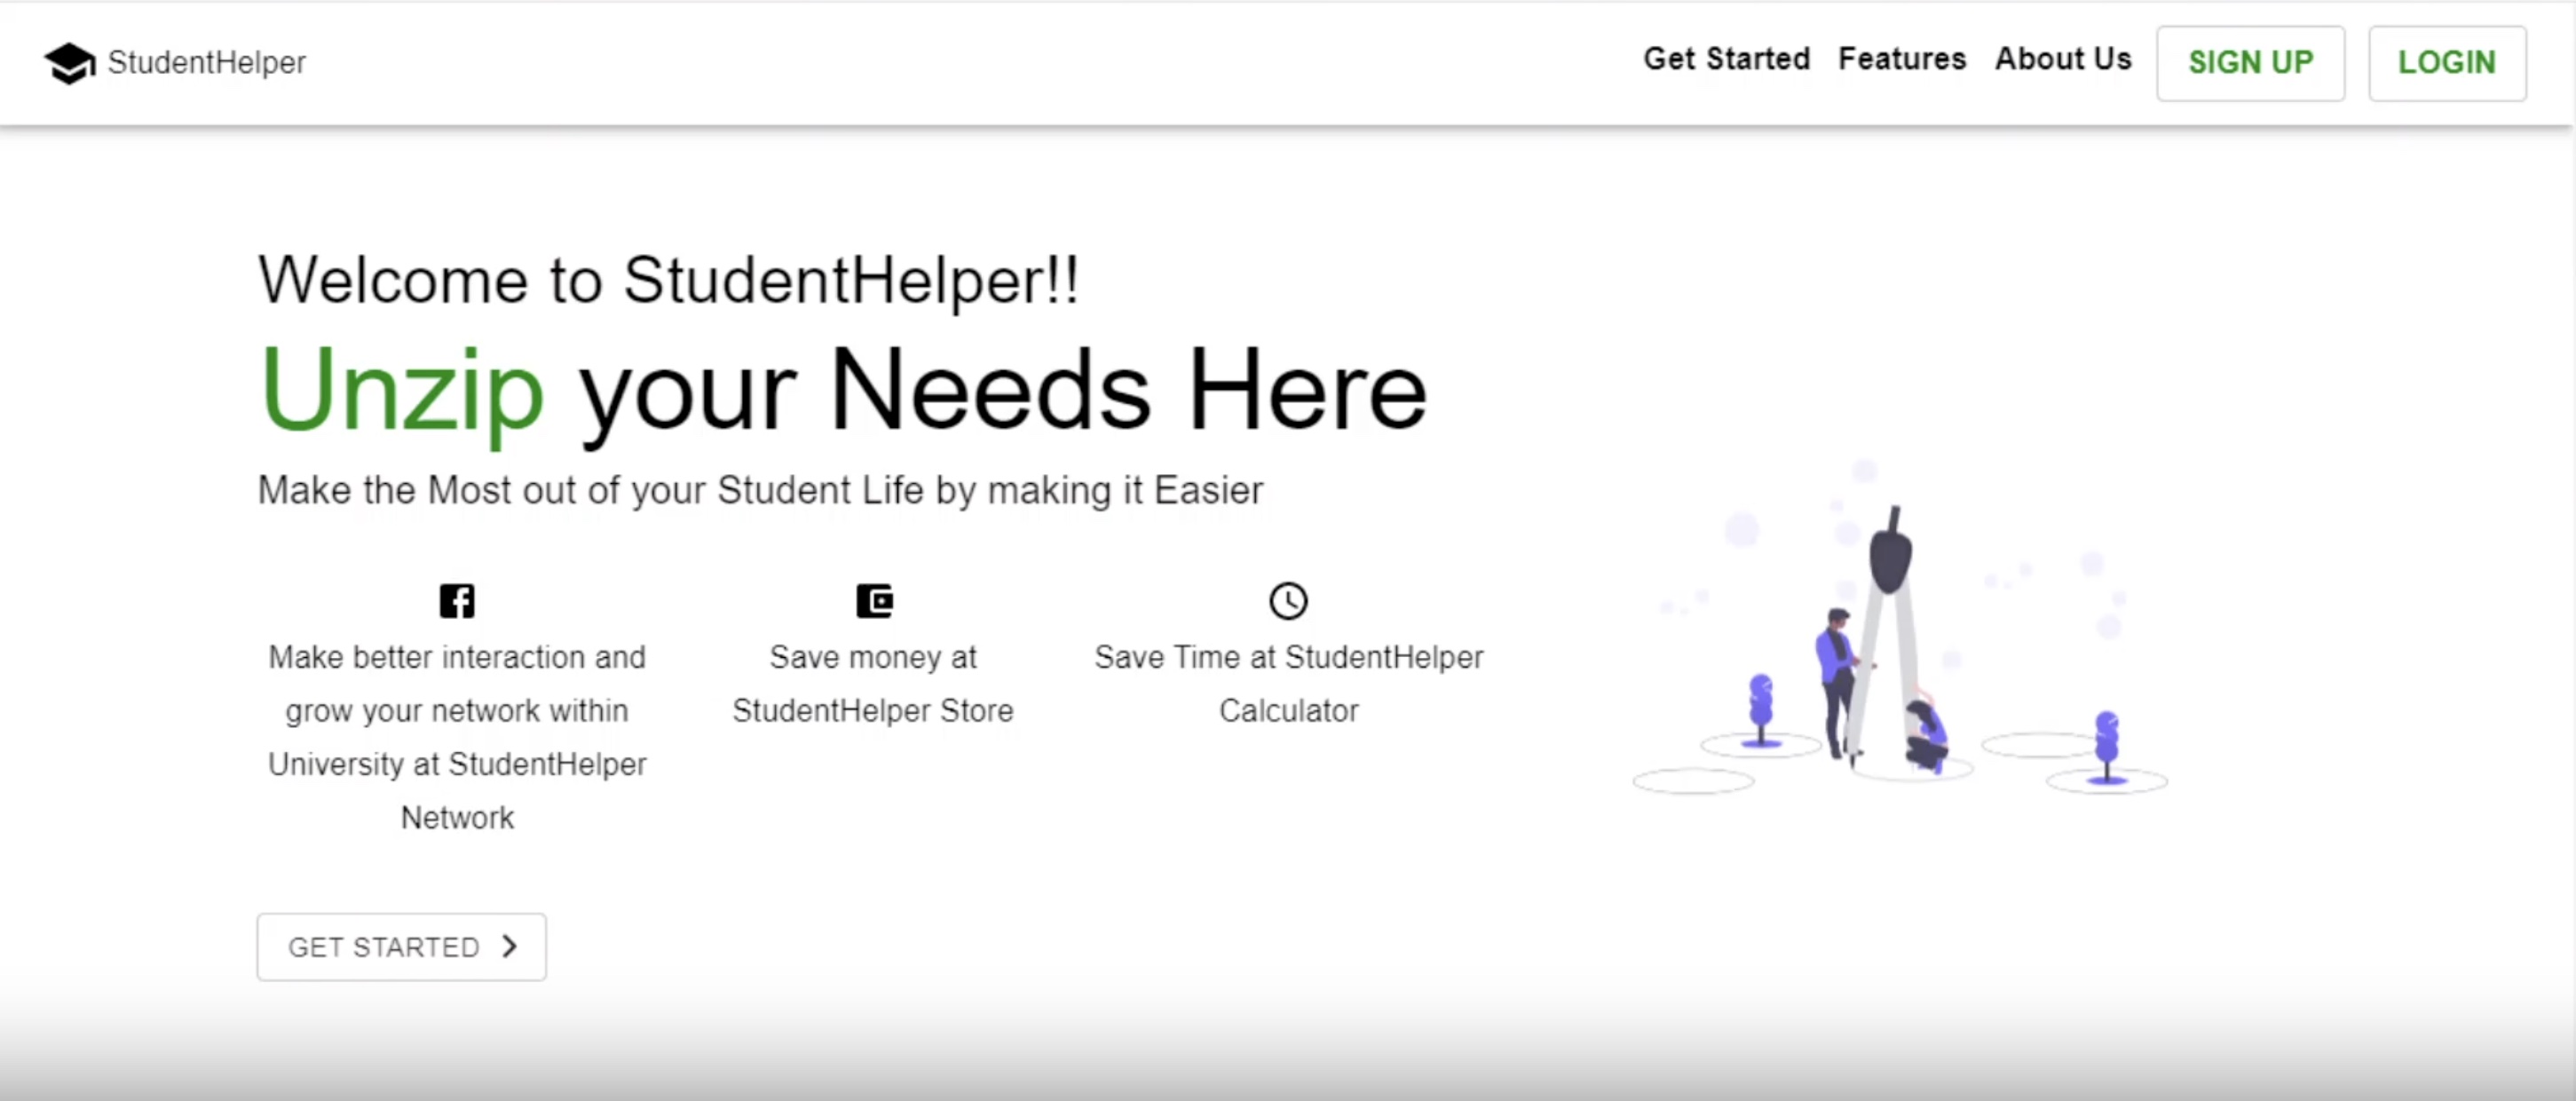 StudentHelper
Get Started
Features
About Us
SIGN UP
LOGIN
Welcome to StudentHelper!!
Unzip your Needs Here
Make the Most out of your Student Life by making it Easier
Make better interaction and
grow your network within
University at StudentHelper
Network
Save money at
StudentHelper Store
Save Time at StudentHelper
Calculator
GET STARTED